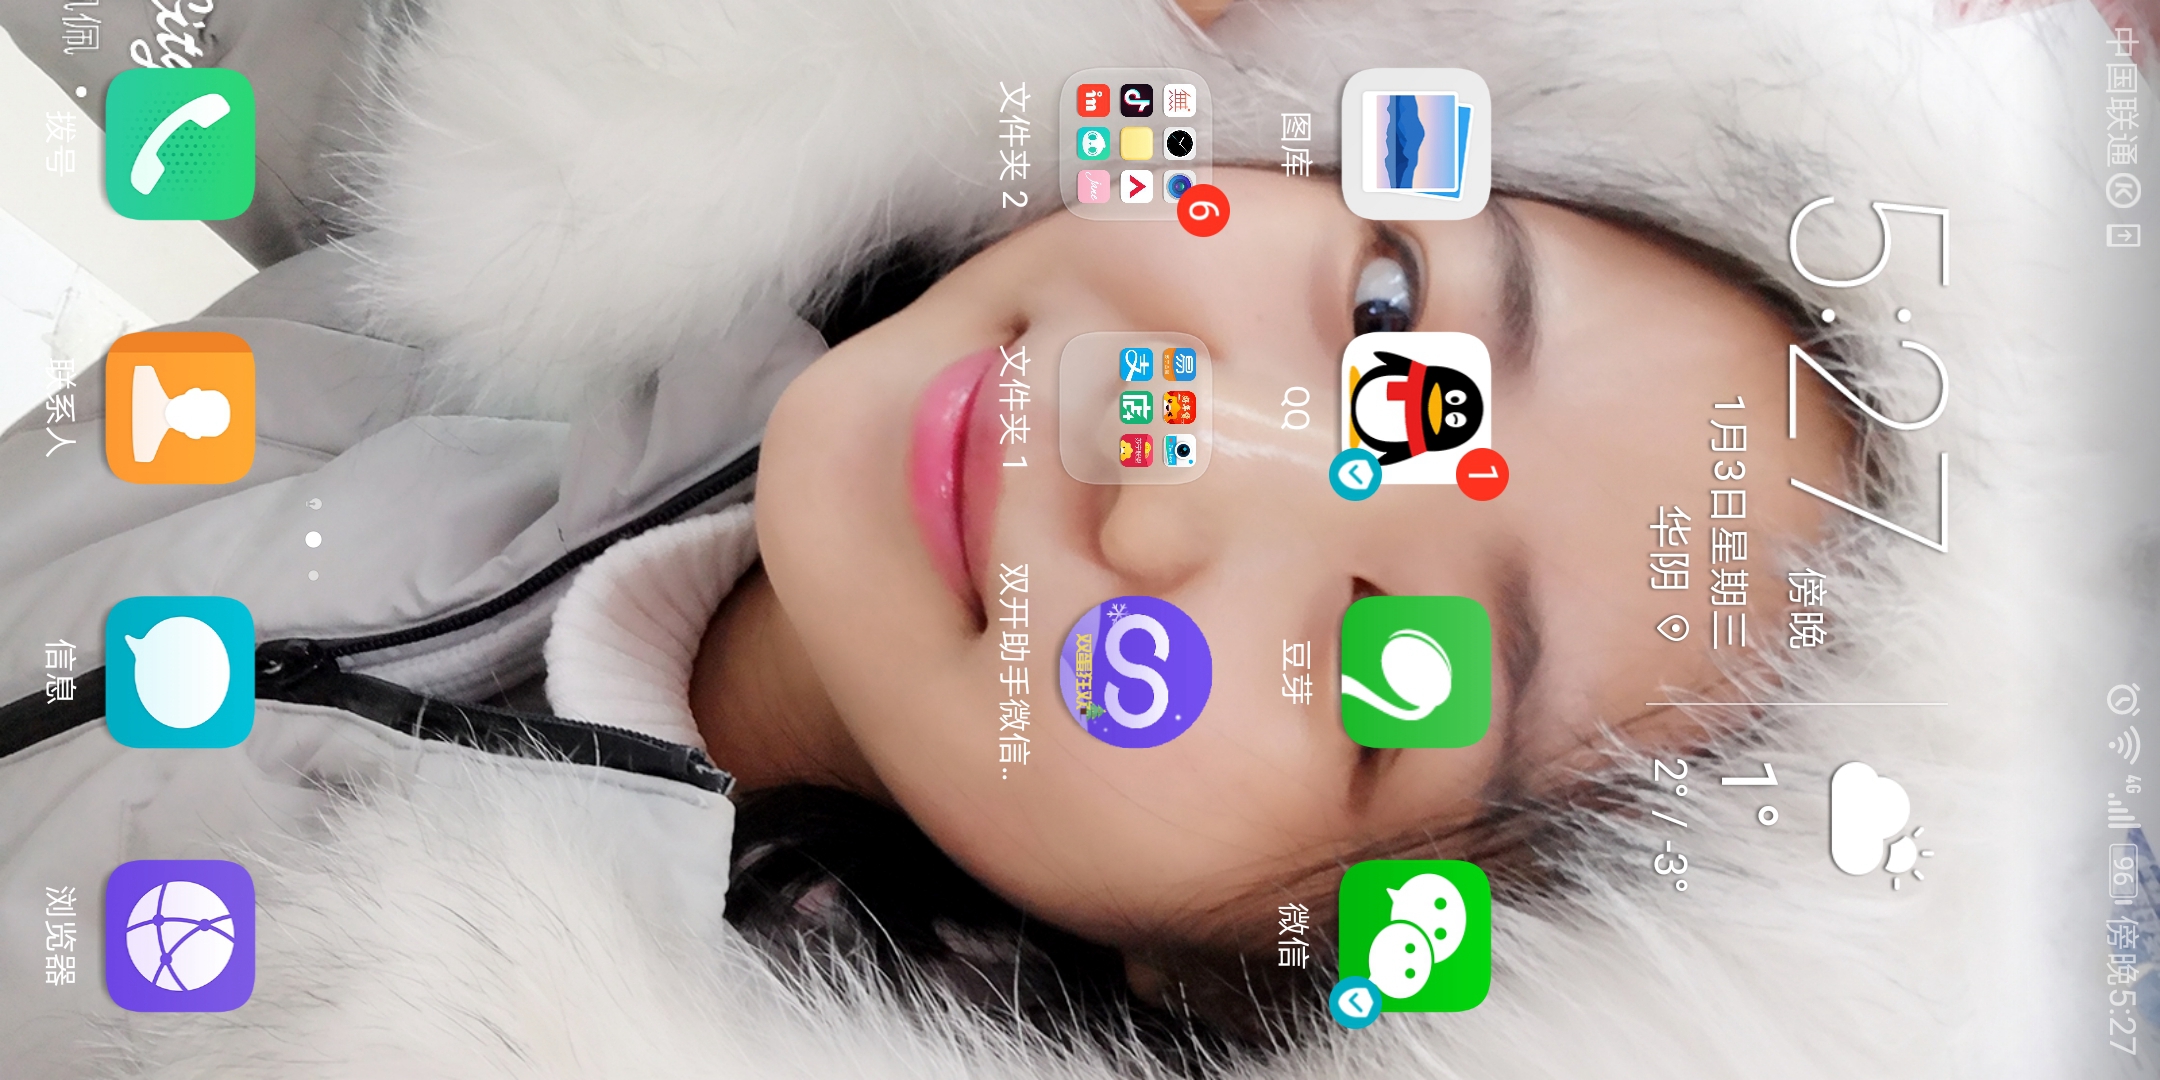 中国联通
4G
96
傍晚5:27
5:27
傍晚
1月3日星期三
华阴
1°
2° / -3°
1
图库
QQ
豆芽
微信
6
文件夹 2
文件夹 1
双开助手微信..
City
拨号
联系人
信息
浏览器